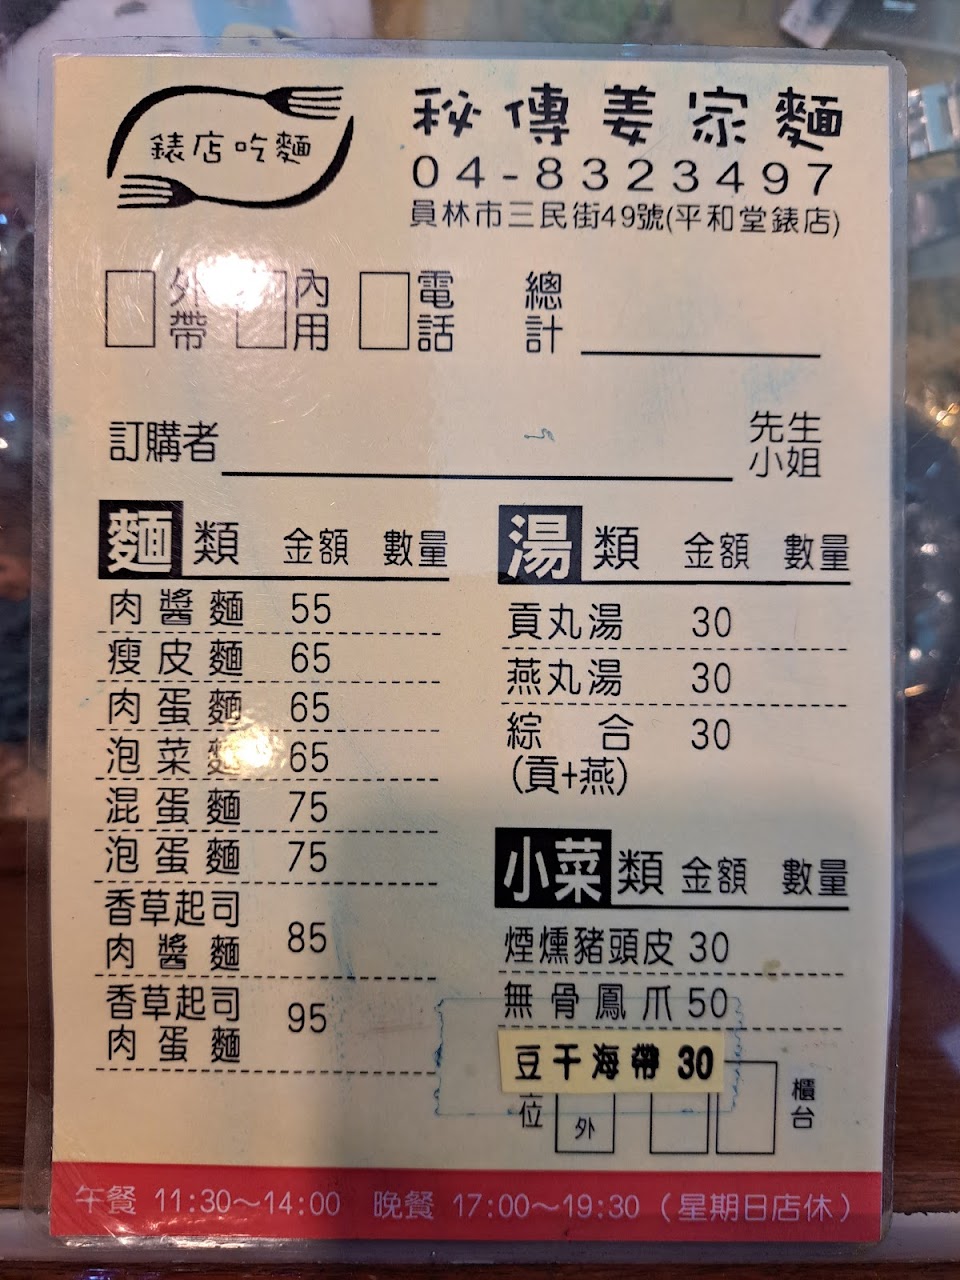 錶店吃麵
秘傳姜家麵
04-8323497
員林市三民街49號(平和堂錶店)
外帶 內用 電話 總計
訂購者 先生 小姐
麵類 金額 數量
肉醬麵 55
瘦皮麵 65
肉蛋麵 65
泡菜麵 65
混蛋麵 75
泡蛋麵 75
香草起司
肉醬麵 85
香草起司
肉蛋麵 95
湯類 金額 數量
貢丸湯 30
燕丸湯 30
綜合 30
(貢+燕)
小菜類 金額 數量
煙燻豬頭皮 30
無骨鳳爪 50
豆干海帶 30
位 外 櫃台
午餐 11:30～14:00 晚餐 17:00～19:30 (星期日店休)